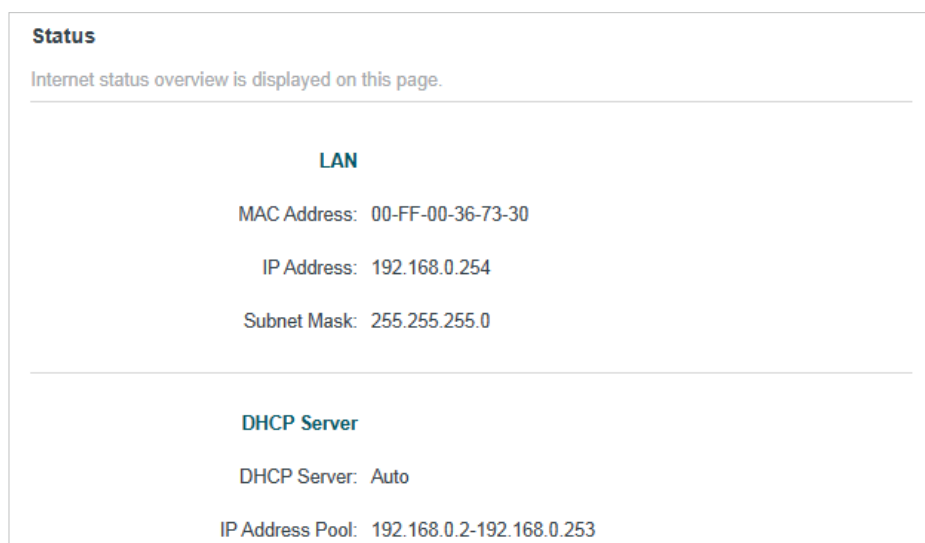 Status
Internet status overview is displayed on this page.
LAN
MAC Address: 00-FF-00-36-73-30
IP Address: 192.168.0.254
Subnet Mask: 255.255.255.0
DHCP Server
DHCP Server: Auto
IP Address Pool: 192.168.0.2-192.168.0.253